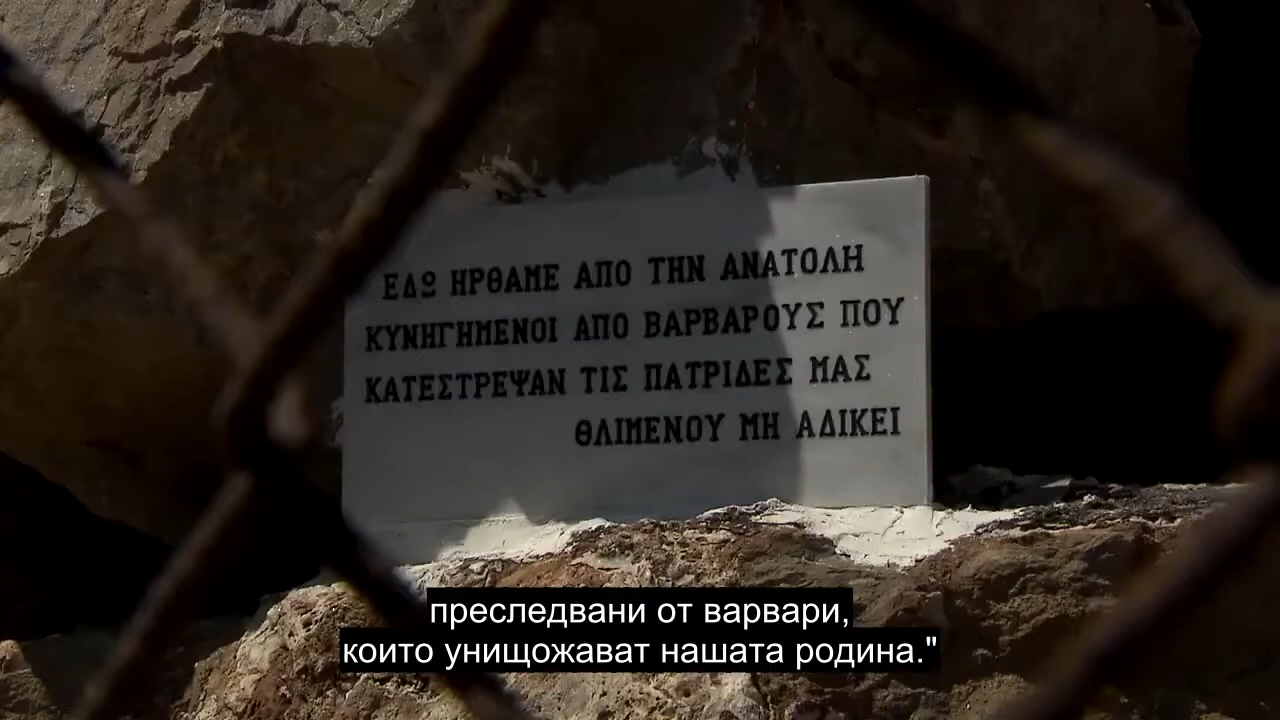 ΕΔΩ ΗΡΘΑΜΕ ΑΠΟ ΤΗΝ ΑΝΑΤΟΛΗ
ΚΥΝΗΓΗΜΕΝΟΙ ΑΠΟ ΒΑΡΒΑΡΟΥΣ ΠΟΥ
ΚΑΤΕΣΤΡΕΨΑΝ ΤΙΣ ΠΑΤΡΙΔΕΣ ΜΑΣ
ΘΛΙΜΕΝΟΥ ΜΗ ΑΔΙΚΕΙ
преследвани от варвари,
които унищожават нашата родина."